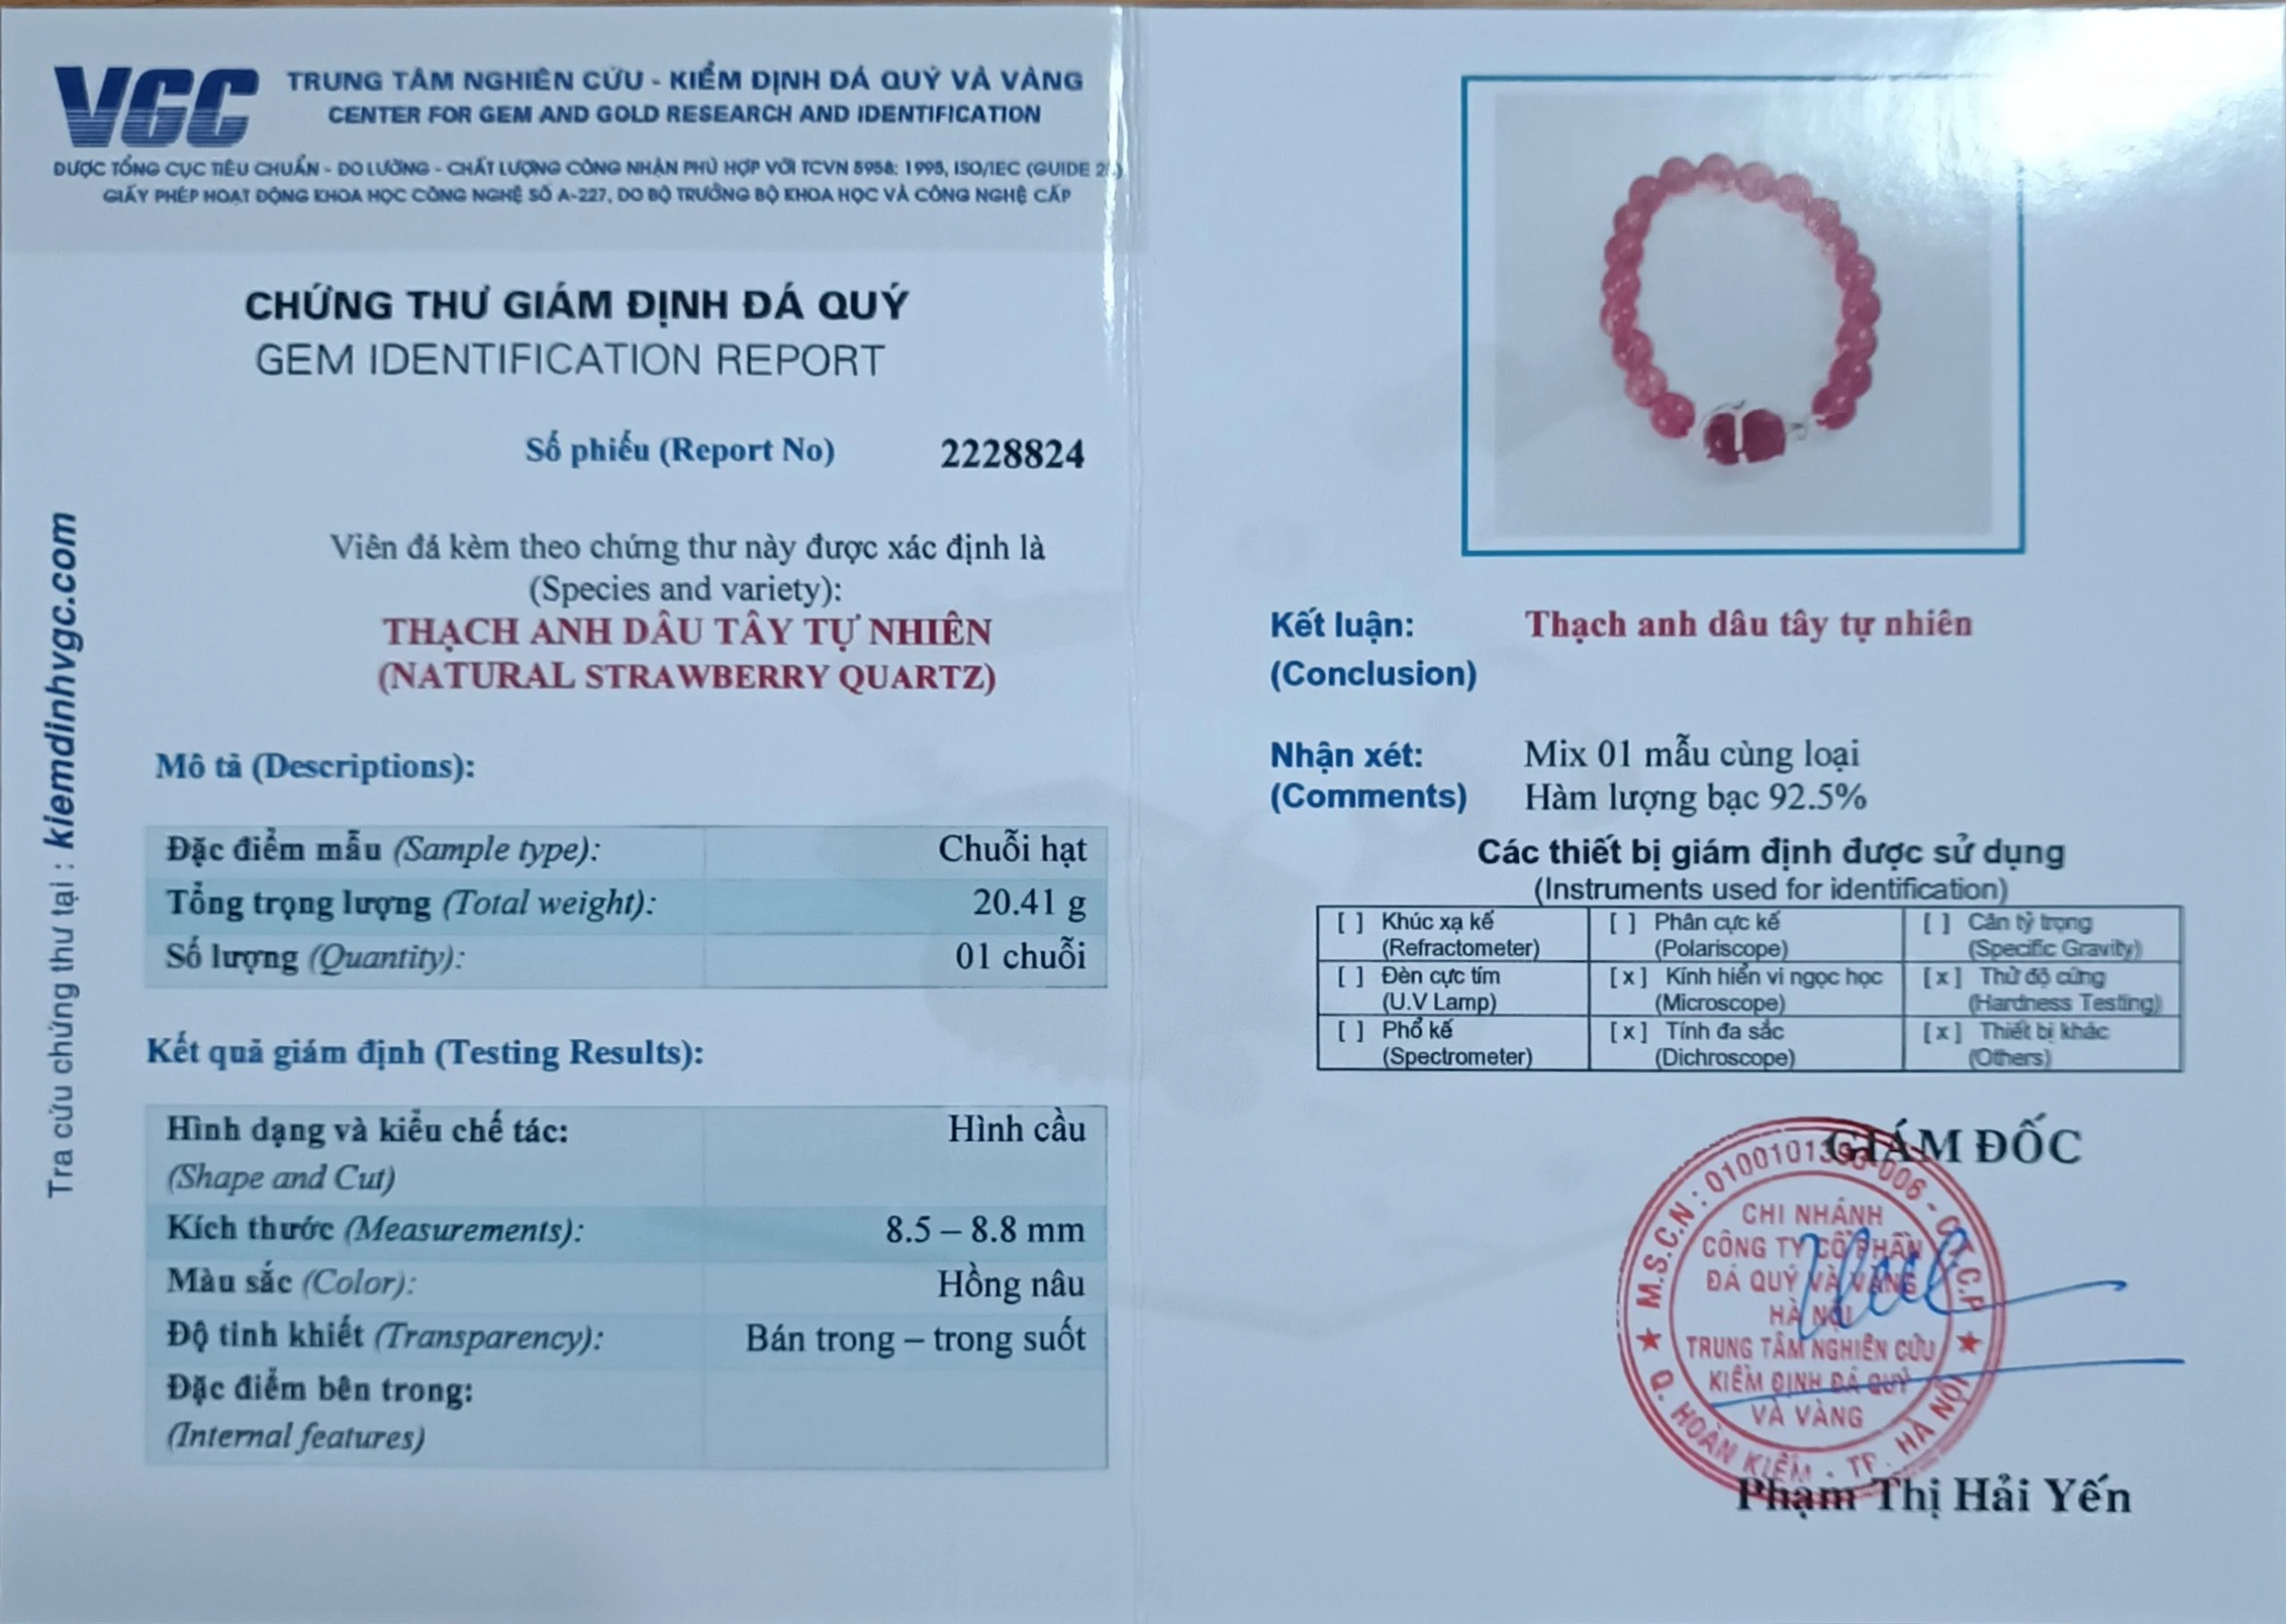 VGC
TRUNG TÂM NGHIÊN CỨU - KIỂM ĐỊNH ĐÁ QUÝ VÀ VÀNG
CENTER FOR GEM AND GOLD RESEARCH AND IDENTIFICATION
ĐƯỢC TỔNG CỤC TIÊU CHUẨN - ĐO LƯỜNG - CHẤT LƯỢNG CÔNG NHẬN PHÙ HỢP VỚI TCVN 5958: 1995, ISO/IEC (GUIDE
GIẤY PHÉP HOẠT ĐỘNG KHOA HỌC CÔNG NGHỆ SỐ A-227, DO BỘ TRƯỞNG BỘ KHOA HỌC VÀ CÔNG NGHỆ CẤP
CHỨNG THƯ GIÁM ĐỊNH ĐÁ QUÝ
GEM IDENTIFICATION REPORT
Số phiếu (Report No) 2228824
Viên đá kèm theo chứng thư này được xác định là
(Species and variety):
THẠCH ANH DÂU TÂY TỰ NHIÊN
(NATURAL STRAWBERRY QUARTZ)
Mô tả (Descriptions):
Đặc điểm mẫu (Sample type): Chuỗi hạt
Tổng trọng lượng (Total weight): 20.41 g
Số lượng (Quantity): 01 chuỗi
Kết quả giám định (Testing Results):
Hình dạng và kiểu chế tác: Hình cầu
(Shape and Cut)
Kích thước (Measurements): 8.5 – 8.8 mm
Màu sắc (Color): Hồng nâu
Độ tinh khiết (Transparency): Bán trong – trong suốt
Đặc điểm bên trong:
(Internal features)
Tra cứu chứng thư tại : kiemdinhvgc.com
Kết luận: Thạch anh dâu tây tự nhiên
(Conclusion)
Nhận xét: Mix 01 mẫu cùng loại
(Comments) Hàm lượng bạc 92.5%
Các thiết bị giám định được sử dụng
(Instruments used for identification)
[ ] Khúc xạ kế [ ] Phân cực kế [ ] Cân tỷ trọng
(Refractometer) (Polariscope) (Specific Gravity)
[ ] Đèn cực tím [x] Kính hiển vi ngọc học [x] Thử độ cứng
(U.V Lamp) (Microscope) (Hardness Testing)
[ ] Phổ kế [x] Tính đa sắc [x] Thiết bị khác
(Spectrometer) (Dichroscope) (Others)
GIÁM ĐỐC
M.S.C.N: 0100101 -006 - C.T.C.P
CHI NHÁNH
CÔNG TY CỔ PHẦN
ĐÁ QUÝ VÀ VÀNG
HÀ NỘI
TRUNG TÂM NGHIÊN CỨU
KIỂM ĐỊNH ĐÁ QUÝ
VÀ VÀNG
Q. HOÀN KIẾM - TP. HÀ NỘI
Phạm Thị Hải Yến